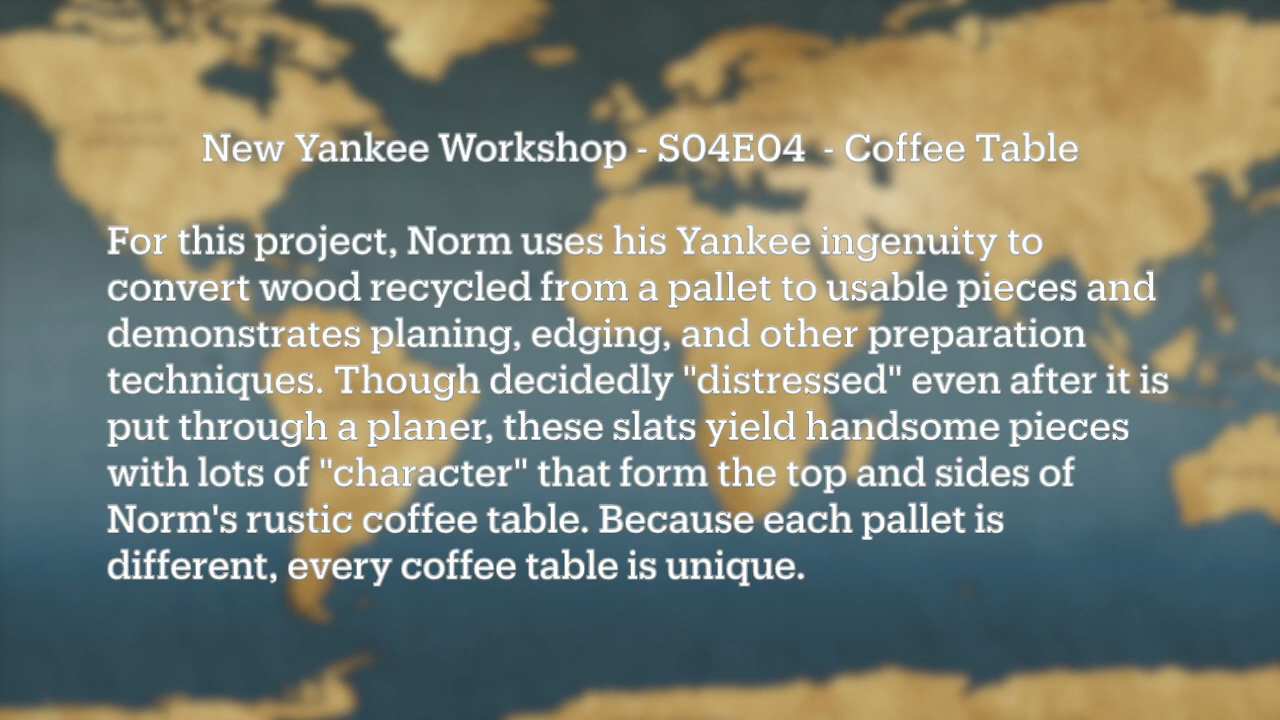 New Yankee Workshop - S04E04 - Coffee Table
For this project, Norm uses his Yankee ingenuity to
convert wood recycled from a pallet to usable pieces and
demonstrates planing, edging, and other preparation
techniques. Though decidedly "distressed" even after it is
put through a planer, these slats yield handsome pieces
with lots of "character" that form the top and sides of
Norm's rustic coffee table. Because each pallet is
different, every coffee table is unique.